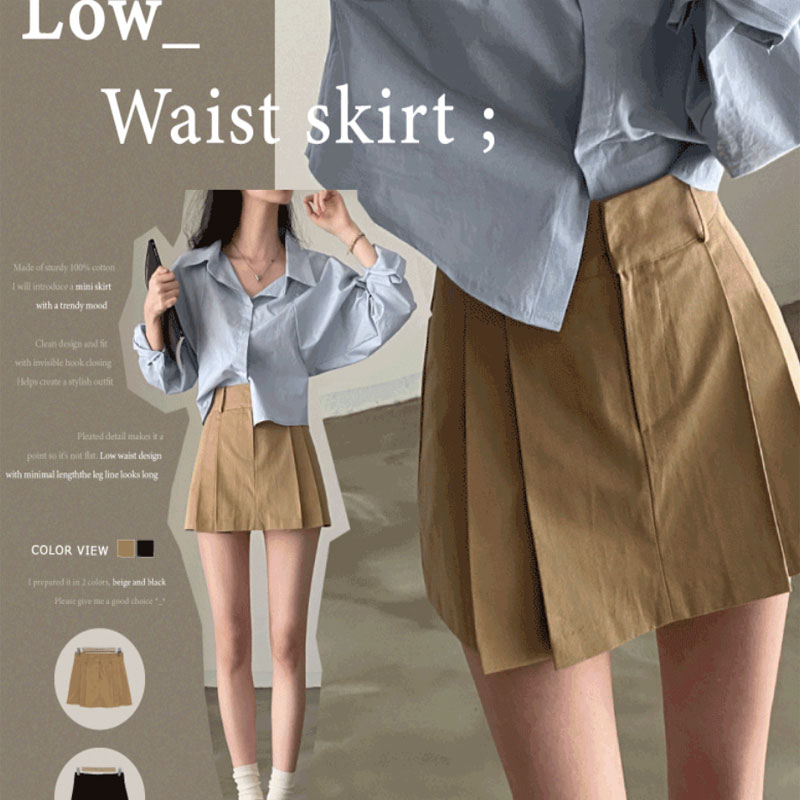 Low_
Waist skirt ;
Made of sturdy 100% cotton
I will introduce a mini skirt
with a trendy mood
Clean design and fit
with invisible hook closing
Helps create a stylish outfit
Pleated detail makes it a
point so it's not flat. Low waist design
with minimal lengththe leg line looks long
COLOR VIEW
I prepared it in 2 colors, beige and black
Please give me a good choice *_*